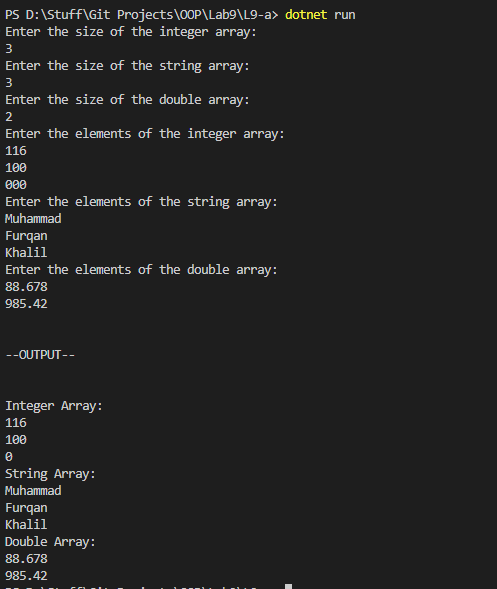 PS D:\Stuff\Git Projects\OOP\Lab9\L9-a> dotnet run
Enter the size of the integer array:
3
Enter the size of the string array:
3
Enter the size of the double array:
2
Enter the elements of the integer array:
116
100
000
Enter the elements of the string array:
Muhammad
Furqan
Khalil
Enter the elements of the double array:
88.678
985.42
--OUTPUT--
Integer Array:
116
100
0
String Array:
Muhammad
Furqan
Khalil
Double Array:
88.678
985.42